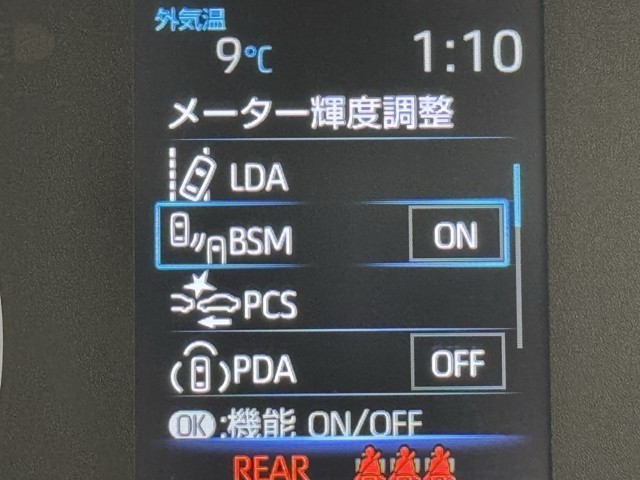 外気温
9℃ 1:10
メーター輝度調整
LDA
BSM ON
PCS
PDA OFF
OK:機能 ON/OFF
REAR